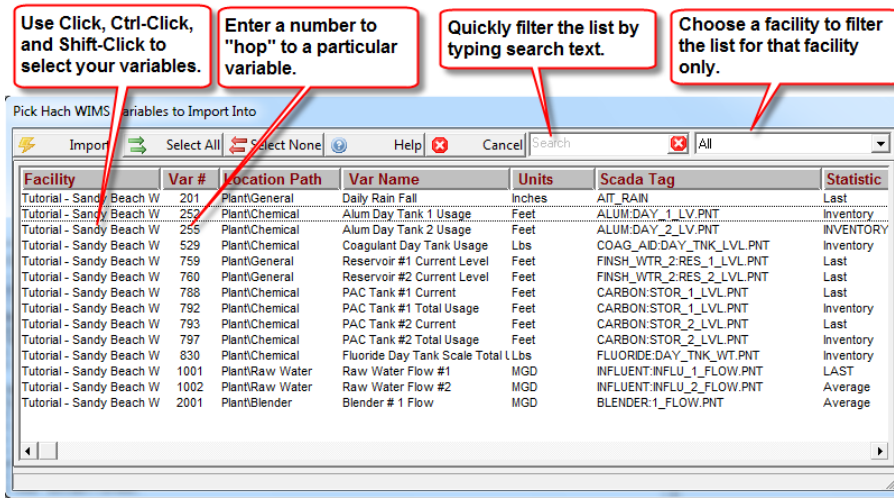 Use Click, Ctrl-Click,
and Shift-Click to
select your variables.
Enter a number to
"hop" to a particular
variable.
Quickly filter the list by
typing search text.
Choose a facility to filter
the list for that facility
only.
Pick Hach WIMS Variables to Import Into
Import Select All Select None Help Cancel Search All
Facility Var # Location Path Var Name Units Scada Tag Statistic
Tutorial - Sandy Beach W 201 Plant\General Daily Rain Fall Inches AIT_RAIN Last
Tutorial - Sandy Beach W 252 Plant\Chemical Alum Day Tank 1 Usage Feet ALUM:DAY_1_LV.PNT Inventory
Tutorial - Sandy Beach W 255 Plant\Chemical Alum Day Tank 2 Usage Feet ALUM:DAY_2_LV.PNT INVENTORY
Tutorial - Sandy Beach W 529 Plant\Chemical Coagulant Day Tank Usage Lbs COAG_AID:DAY_TNK_LVL.PNT Inventory
Tutorial - Sandy Beach W 759 Plant\General Reservoir #1 Current Level Feet FINSH_WTR_2:RES_1_LVL.PNT Last
Tutorial - Sandy Beach W 760 Plant\General Reservoir #2 Current Level Feet FINSH_WTR_2:RES_2_LVL.PNT Last
Tutorial - Sandy Beach W 788 Plant\Chemical PAC Tank #1 Current Feet CARBON:STOR_1_LVL.PNT Last
Tutorial - Sandy Beach W 792 Plant\Chemical PAC Tank #1 Total Usage Feet CARBON:STOR_1_LVL.PNT Inventory
Tutorial - Sandy Beach W 793 Plant\Chemical PAC Tank #2 Current Feet CARBON:STOR_2_LVL.PNT Last
Tutorial - Sandy Beach W 797 Plant\Chemical PAC Tank #2 Total Usage Feet CARBON:STOR_2_LVL.PNT Inventory
Tutorial - Sandy Beach W 830 Plant\Chemical Fluoride Day Tank Scale Total U Lbs FLUORIDE:DAY_TNK_WT.PNT Inventory
Tutorial - Sandy Beach W 1001 Plant\Raw Water Raw Water Flow #1 MGD INFLUENT:INFLU_1_FLOW.PNT LAST
Tutorial - Sandy Beach W 1002 Plant\Raw Water Raw Water Flow #2 MGD INFLUENT:INFLU_2_FLOW.PNT Average
Tutorial - Sandy Beach W 2001 Plant\Blender Blender # 1 Flow MGD BLENDER:1_FLOW.PNT Average